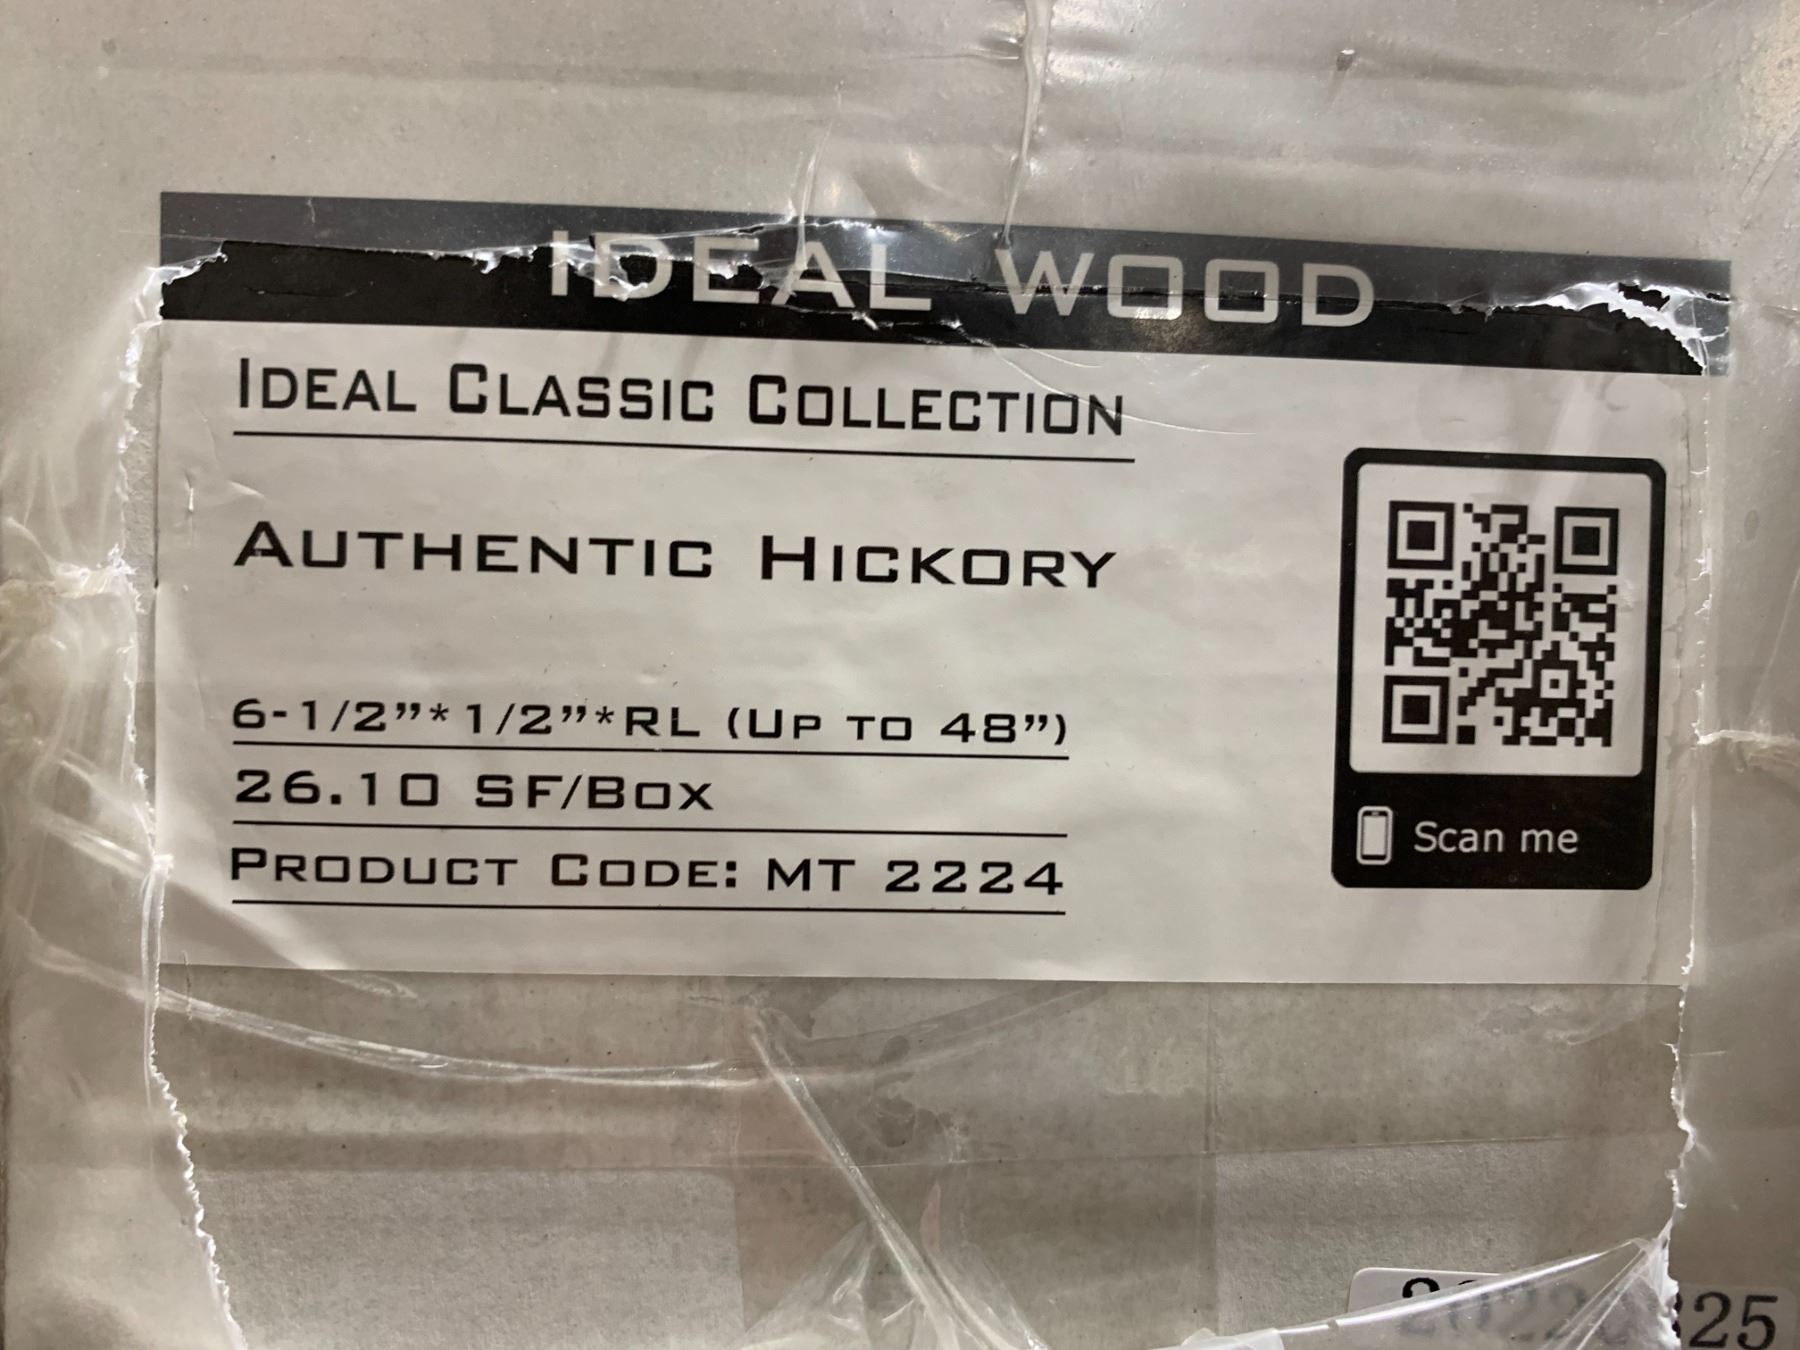 IDEAL WOOD
IDEAL CLASSIC COLLECTION
AUTHENTIC HICKORY
6-1/2”*1/2”*RL (UP TO 48”)
26.10 SF/BOX
PRODUCT CODE: MT 2224
Scan me